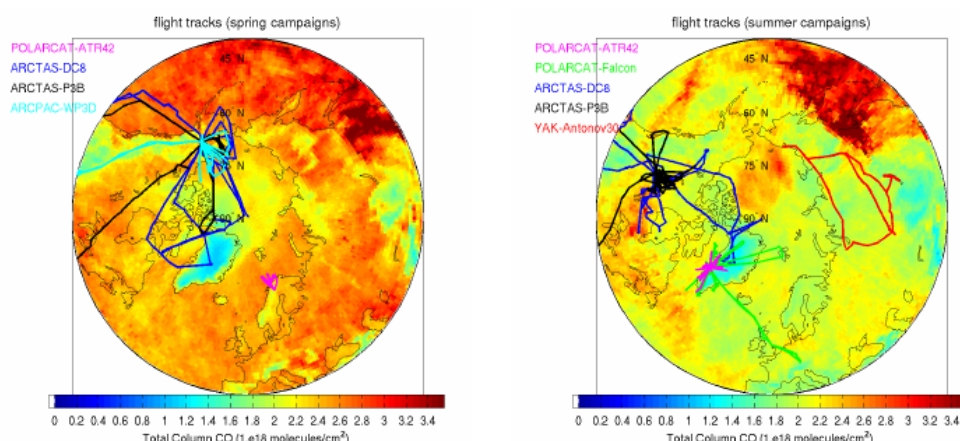 flight tracks (spring campaigns)
POLARCAT-ATR42
ARCTAS-DC8
ARCTAS-P3B
ARCPAC-WP3D
45 N
60 N
75 N
90 N
0 0.2 0.4 0.6 0.8 1 1.2 1.4 1.6 1.8 2 2.2 2.4 2.6 2.8 3 3.2 3.4
Total Column CO (1.e18 molecules/cm²)
flight tracks (summer campaigns)
POLARCAT-ATR42
POLARCAT-Falcon
ARCTAS-DC8
ARCTAS-P3B
YAK-Antonov30
45 N
60 N
75 N
90 N
0 0.2 0.4 0.6 0.8 1 1.2 1.4 1.6 1.8 2 2.2 2.4 2.6 2.8 3 3.2 3.4
Total Column CO (1.e18 molecules/cm²)